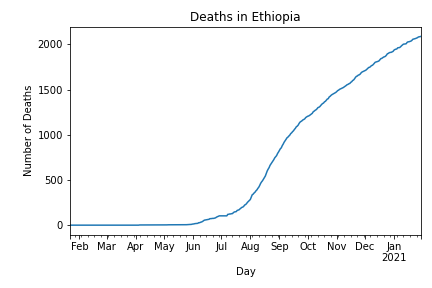 Deaths in Ethiopia
Number of Deaths
2000
1500
1000
500
0
Feb Mar Apr May Jun Jul Aug Sep Oct Nov Dec Jan
2021
Day